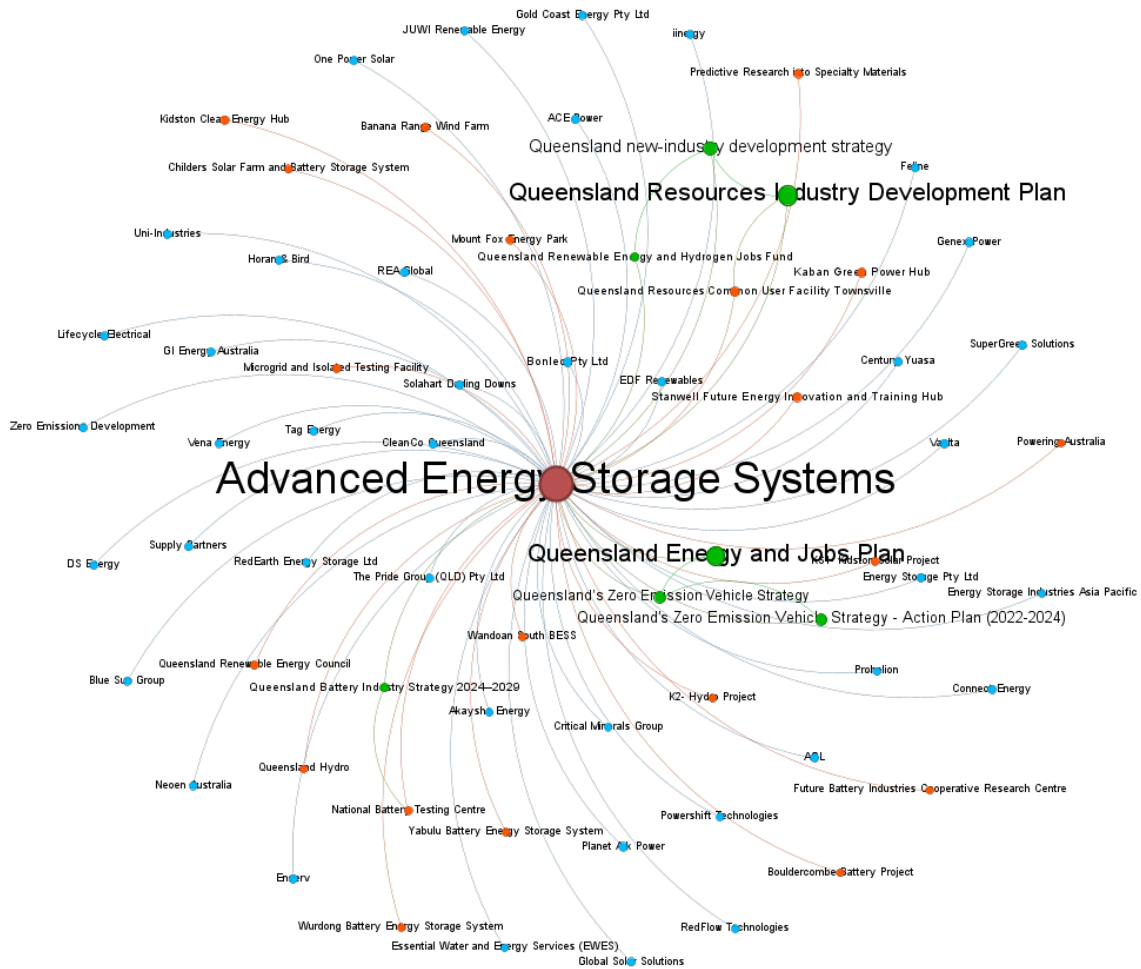 Gold Coast Energy Pty Ltd
JUWI Renewable Energy
iinergy
One Power Solar
Predictive Research into Specialty Materials
Kidston Clean Energy Hub
ACE Power
Banana Range Wind Farm
Queensland new-industry development strategy
Childers Solar Farm and Battery Storage System
Feline
Queensland Resources Industry Development Plan
Uni-Industries
Mount Fox Energy Park
Genex Power
Horan & Bird
Queensland Renewable Energy and Hydrogen Jobs Fund
REA Global
Kaban Green Power Hub
Queensland Resources Common User Facility Townsville
Lifecycle Electrical
SuperGreen Solutions
GI Energy Australia
Bonlec Pty Ltd
Century Yuasa
Microgrid and Isolated Testing Facility
EDF Renewables
Solahart Darling Downs
Stanwell Future Energy Innovation and Training Hub
Zero Emissions Development
Tag Energy
Vena Energy
CleanCo Queensland
Vaulta
Powering Australia
Advanced Energy Storage Systems
Supply Partners
Queensland Energy and Jobs Plan
DS Energy
RedEarth Energy Storage Ltd
Kidston Solar Project
The Pride Group (QLD) Pty Ltd
Energy Storage Pty Ltd
Energy Storage Industries Asia Pacific
Queensland's Zero Emission Vehicle Strategy
Queensland's Zero Emission Vehicle Strategy - Action Plan (2022-2024)
Wandoan South BESS
Queensland Renewable Energy Council
Prohelion
Blue Sun Group
Queensland Battery Industry Strategy 2024–2029
Connect Energy
K2- Hydro Project
Akaysha Energy
Critical Minerals Group
AGL
Queensland Hydro
Neoen Australia
Future Battery Industries Cooperative Research Centre
National Battery Testing Centre
Powershift Technologies
Yabulu Battery Energy Storage System
Planet Ark Power
Bouldercombe Battery Project
Enserv
Wurdong Battery Energy Storage System
RedFlow Technologies
Essential Water and Energy Services (EWES)
Global Solar Solutions